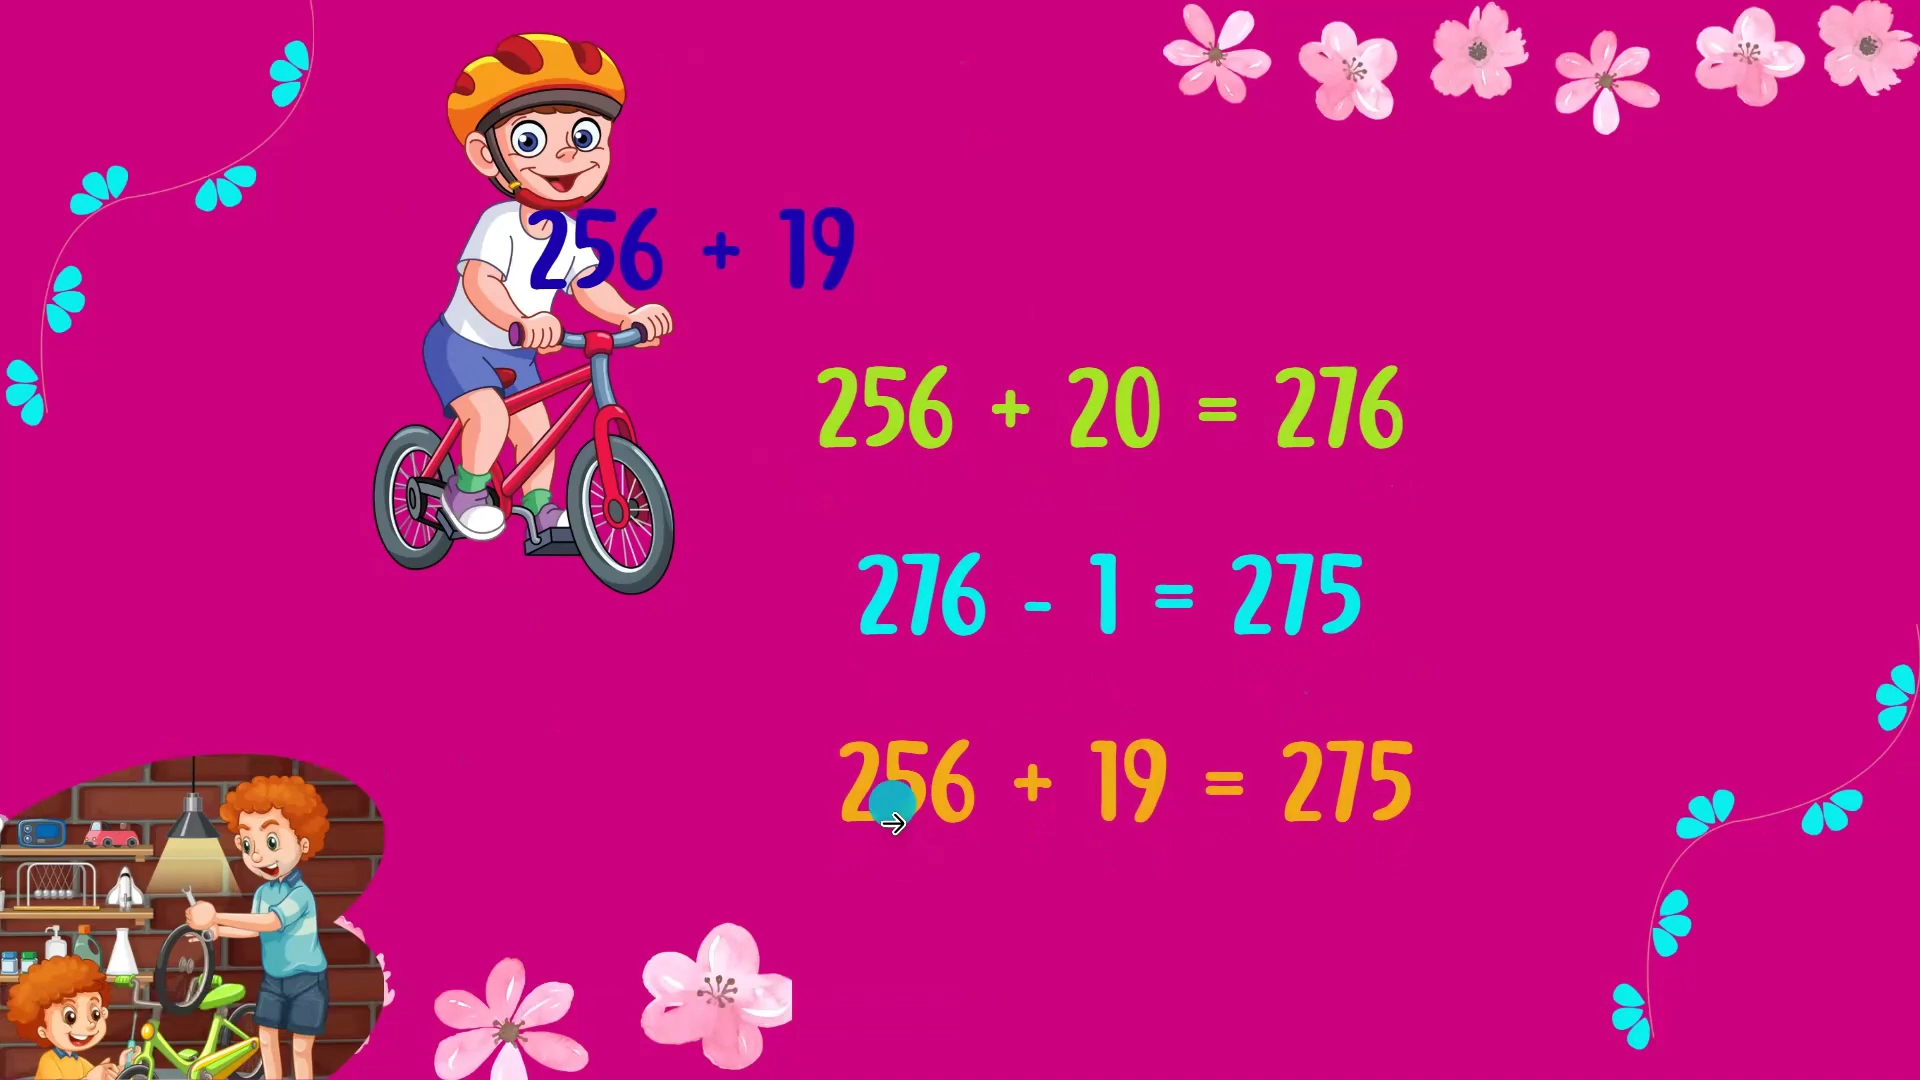 256 + 19
256 + 20 = 276
276 - 1 = 275
256 + 19 = 275